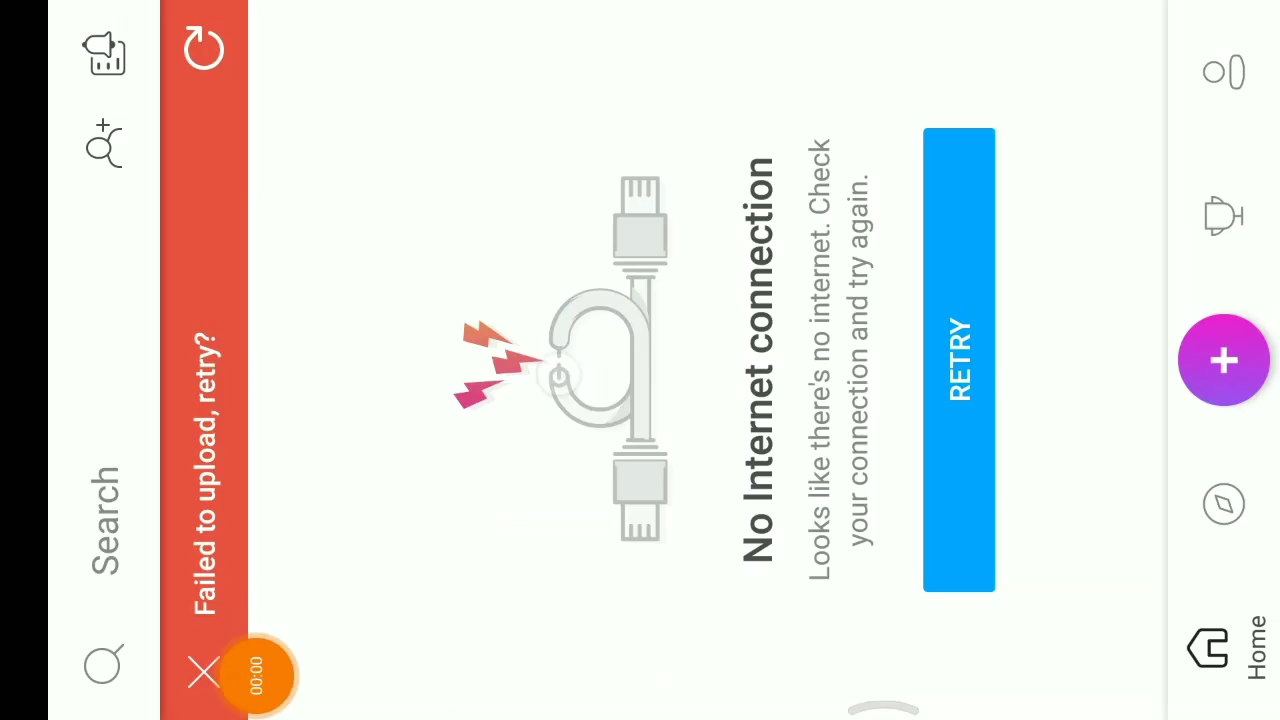 Search
Failed to upload, retry?
00:00
No Internet connection
Looks like there's no internet. Check
your connection and try again.
RETRY
Home